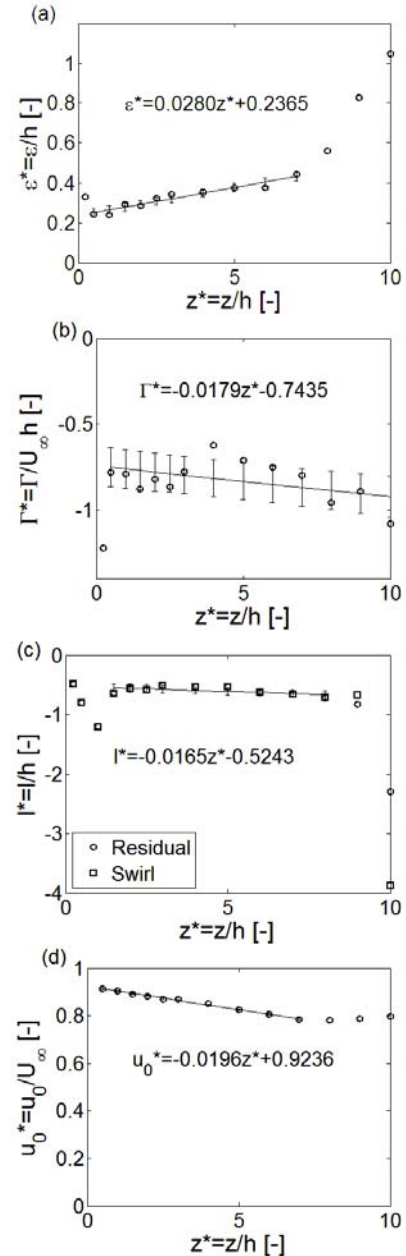 (a)
ε*=0.0280z*+0.2365
ε*=ε/h [-]
1
0.8
0.6
0.4
0.2
0
0
5
10
z*=z/h [-]
(b)
0
Γ*=-0.0179z*-0.7435
Γ*=Γ/U∞ h [-]
-0.5
-1
0
5
10
z*=z/h [-]
(c)
0
-1
-2
-3
-4
l*=-0.0165z*-0.5243
l*=l/h [-]
Residual
Swirl
0
5
10
z*=z/h [-]
(d)
1
0.8
0.6
0.4
0.2
0
u0*=-0.0196z*+0.9236
u0*=u0/U∞ [-]
0
5
10
z*=z/h [-]